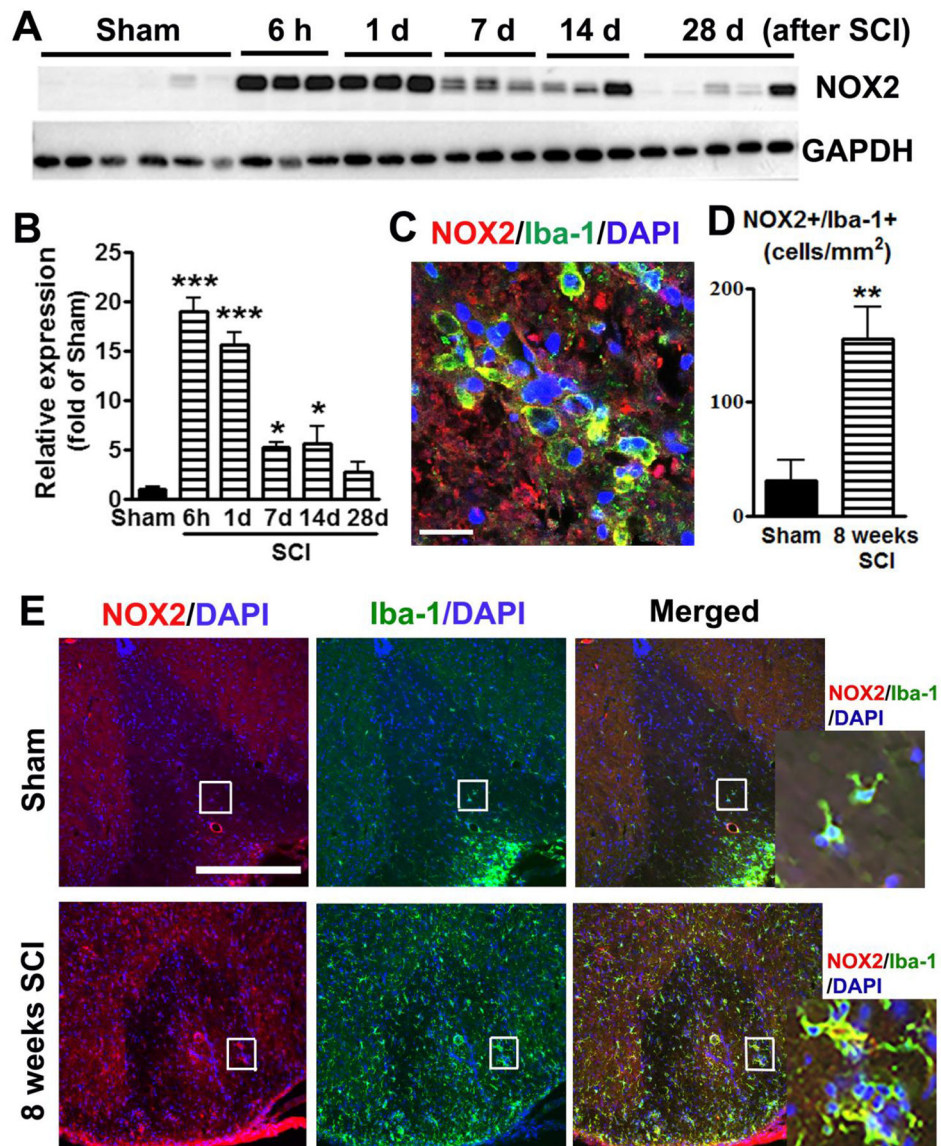 A
Sham 6 h 1 d 7 d 14 d 28 d (after SCI)
NOX2
GAPDH
B
Relative expression
(fold of Sham)
25
20
15
10
5
0
***
***
*
*
Sham 6h 1d 7d 14d 28d
SCI
C
NOX2/Iba-1/DAPI
D
NOX2+/Iba-1+
(cells/mm²)
200
100
0
**
Sham 8 weeks
SCI
E
NOX2/DAPI Iba-1/DAPI Merged
Sham
NOX2/Iba-1
/DAPI
8 weeks SCI
NOX2/Iba-1
/DAPI